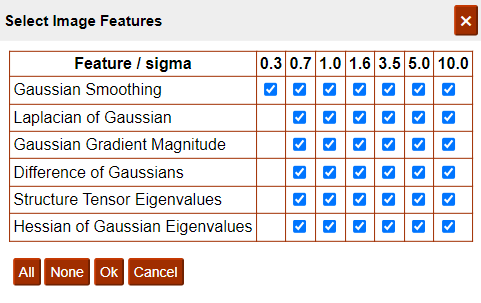 Select Image Features
×
Feature / sigma 0.3 0.7 1.0 1.6 3.5 5.0 10.0
Gaussian Smoothing
Laplacian of Gaussian
Gaussian Gradient Magnitude
Difference of Gaussians
Structure Tensor Eigenvalues
Hessian of Gaussian Eigenvalues
All None Ok Cancel